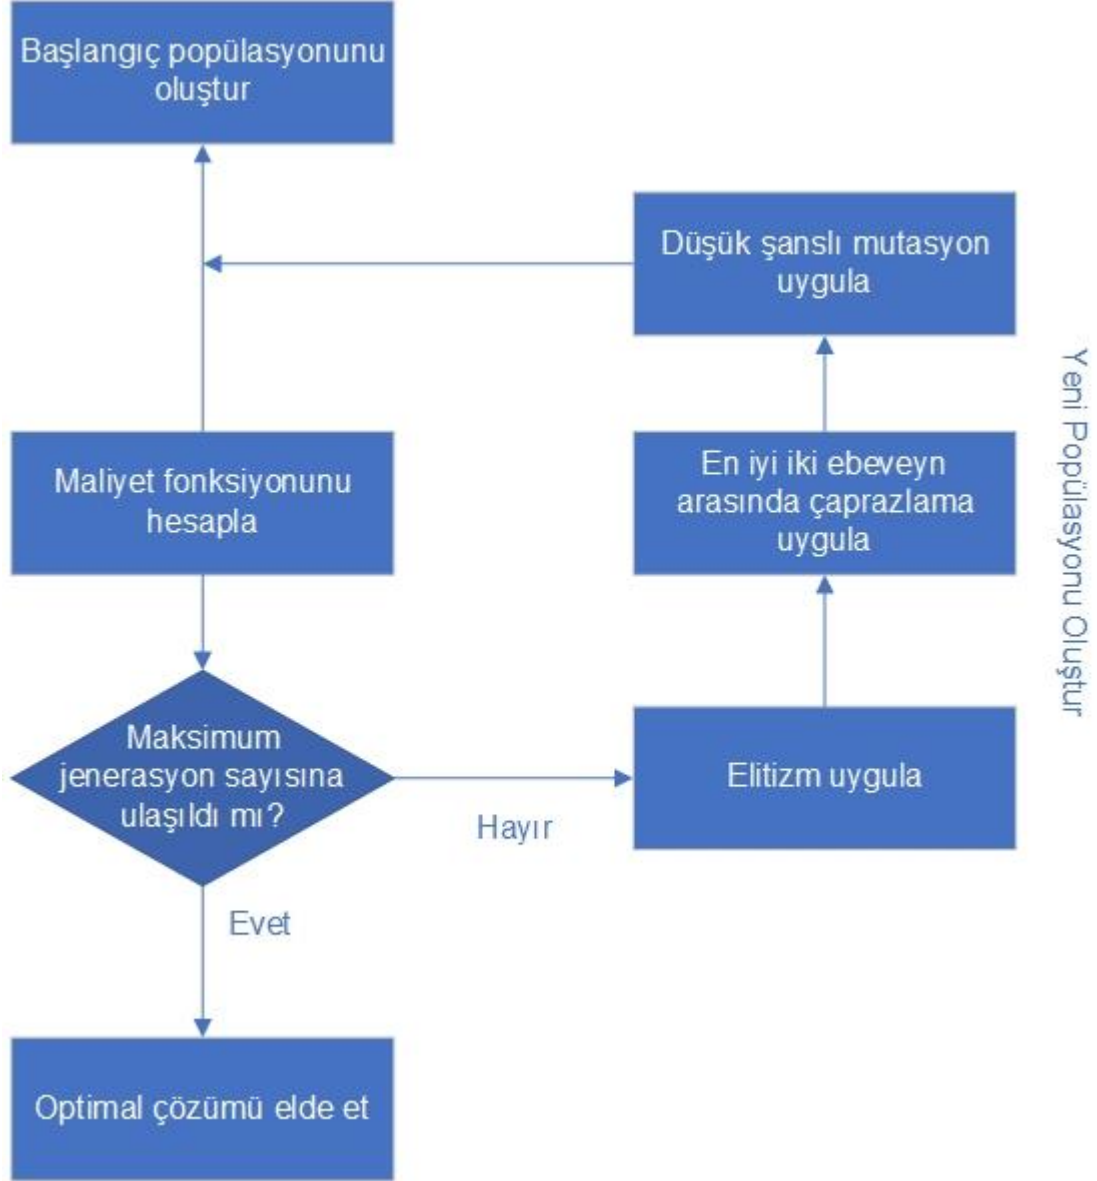 Başlangıç popülasyonunu
oluştur
Düşük şanslı mutasyon
uygula
Maliyet fonksiyonunu
hesapla
En iyi iki ebeveyn
arasında çaprazlama
uygula
Yeni Popülasyonu Oluştur
Maksimum
jenerasyon sayısına
ulaşıldı mı?
Hayır
Elitizm uygula
Evet
Optimal çözümü elde et